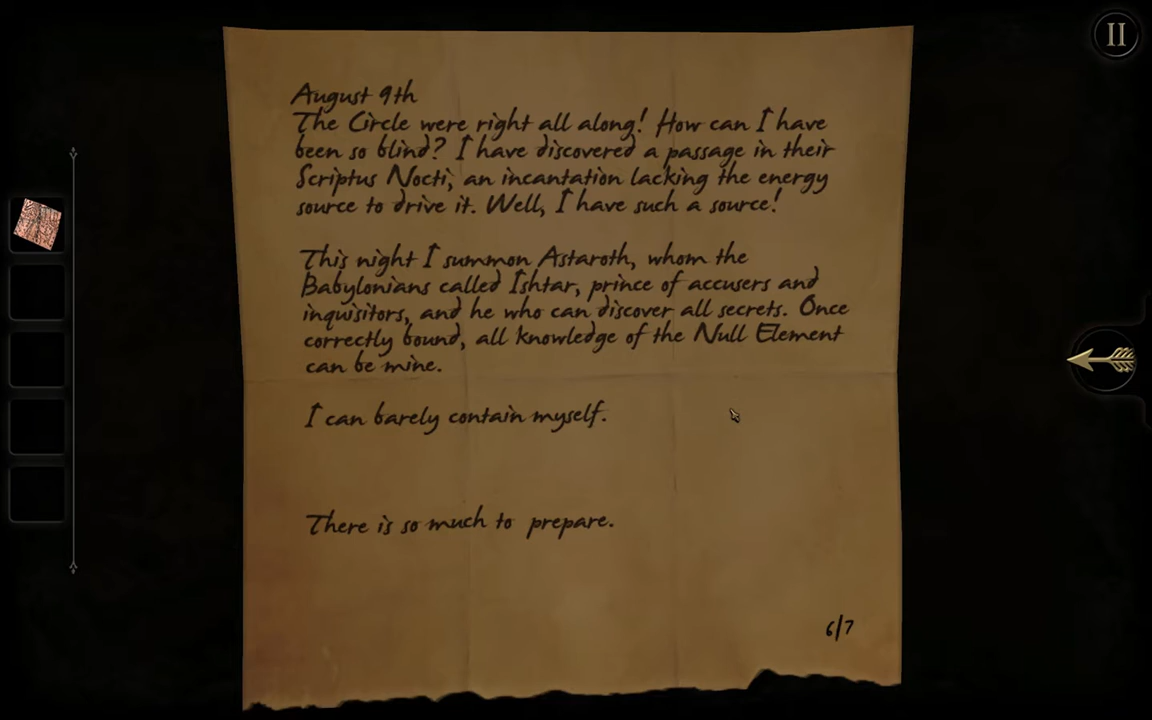 August 9th
The Circle were right all along! How can I have
been so blind? I have discovered a passage in their
Scriptus Nocti, an incantation lacking the energy
source to drive it. Well, I have such a source!
This night I summon Astaroth, whom the
Babylonians called Ishtar, prince of accusers and
inquisitors, and he who can discover all secrets. Once
correctly bound, all knowledge of the Null Element
can be mine.
I can barely contain myself.
There is so much to prepare.
6/7